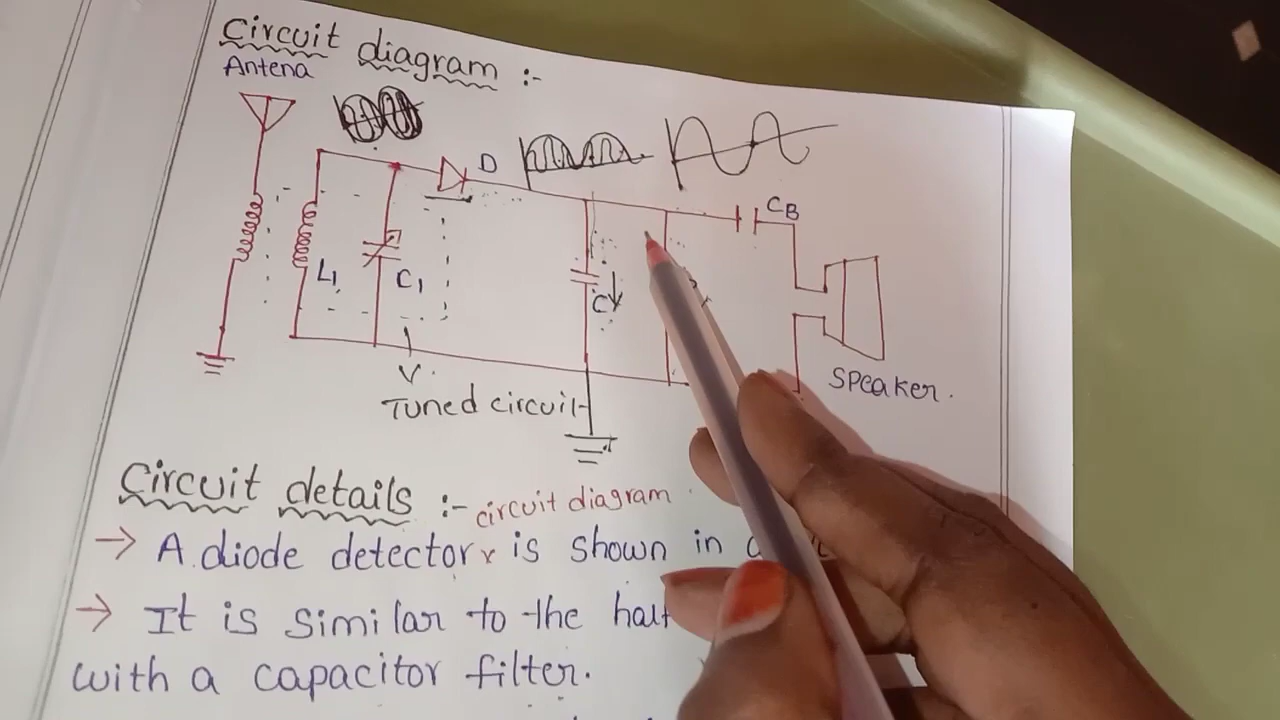 Circuit diagram :-
Antena
D
CB
L1
C1
C
Speaker.
Tuned circuit
Circuit details :- circuit diagram
→ A diode detector is shown in
→ It is similar to the half
with a capacitor filter.